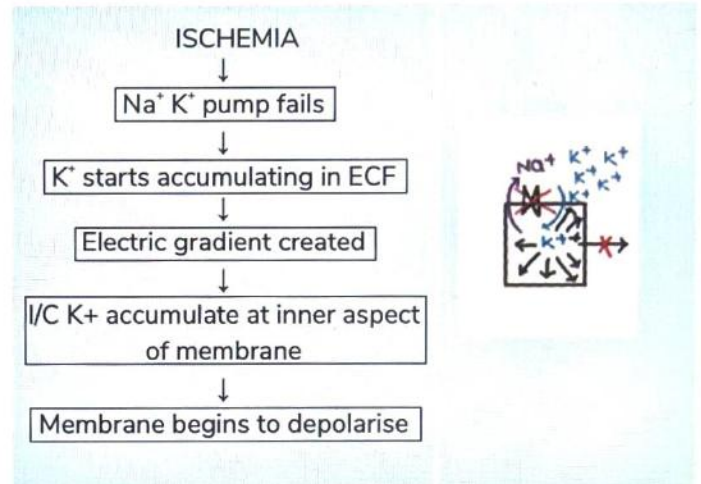 ISCHEMIA
↓
Na⁺ K⁺ pump fails
↓
K⁺ starts accumulating in ECF
↓
Electric gradient created
↓
I/C K+ accumulate at inner aspect
of membrane
↓
Membrane begins to depolarise
Na+ K+ K+
K+ K+
K+
K+